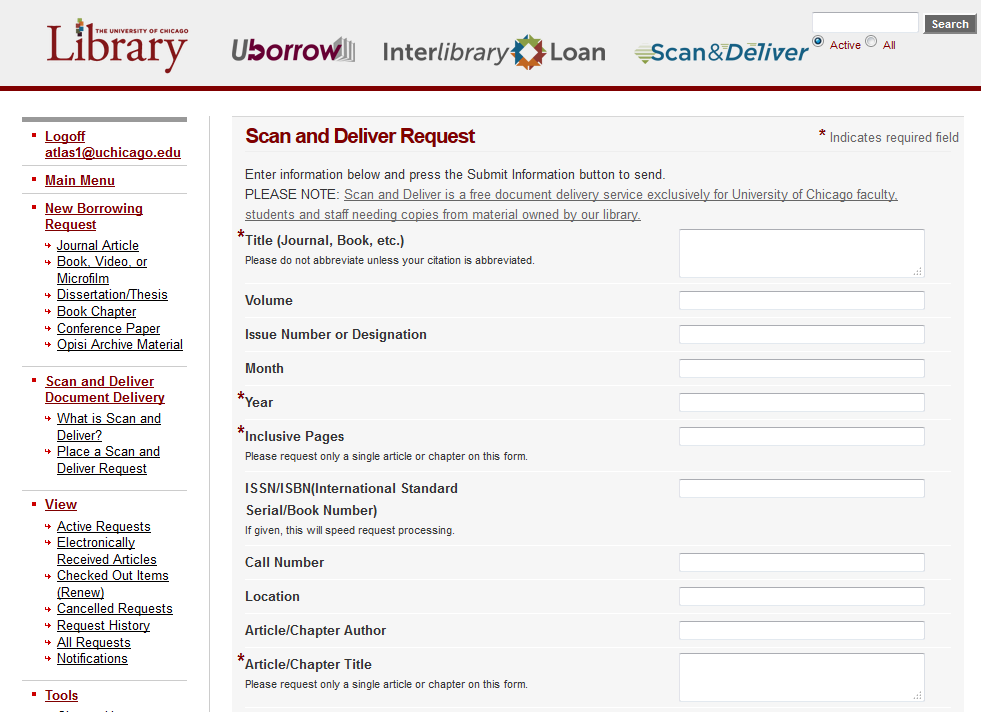 THE UNIVERSITY OF CHICAGO
Library
Uborrow
Interlibrary Loan
Scan&Deliver
Search
Active All
Logoff
atlas1@uchicago.edu
Main Menu
New Borrowing
Request
Journal Article
Book, Video, or
Microfilm
Dissertation/Thesis
Book Chapter
Conference Paper
Opisi Archive Material
Scan and Deliver
Document Delivery
What is Scan and
Deliver?
Place a Scan and
Deliver Request
View
Active Requests
Electronically
Received Articles
Checked Out Items
(Renew)
Cancelled Requests
Request History
All Requests
Notifications
Tools
Scan and Deliver Request
* Indicates required field
Enter information below and press the Submit Information button to send.
PLEASE NOTE: Scan and Deliver is a free document delivery service exclusively for University of Chicago faculty,
students and staff needing copies from material owned by our library.
*Title (Journal, Book, etc.)
Please do not abbreviate unless your citation is abbreviated.
Volume
Issue Number or Designation
Month
*Year
*Inclusive Pages
Please request only a single article or chapter on this form.
ISSN/ISBN(International Standard
Serial/Book Number)
If given, this will speed request processing.
Call Number
Location
Article/Chapter Author
*Article/Chapter Title
Please request only a single article or chapter on this form.